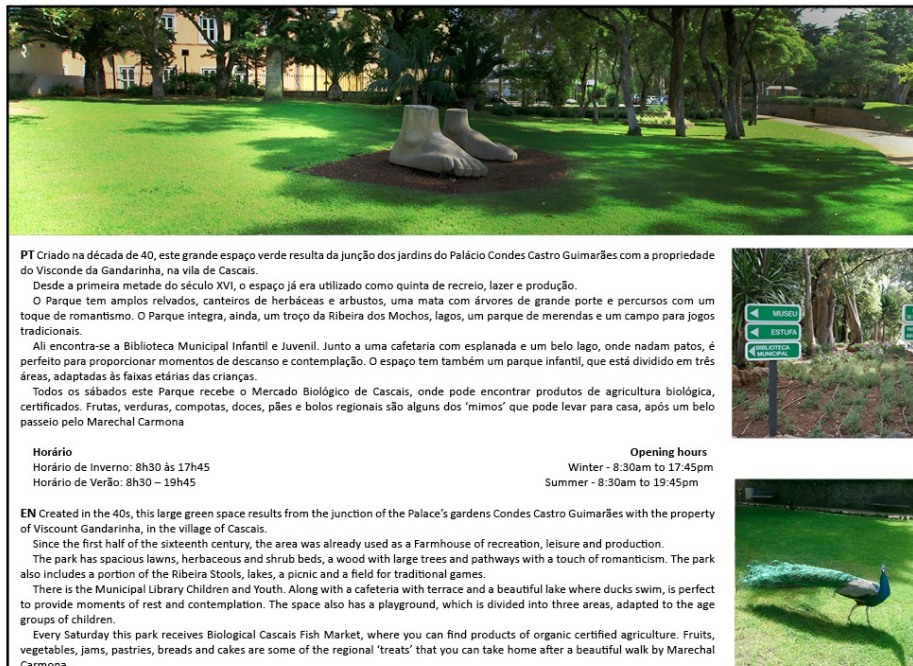 PT Criado na década de 40, este grande espaço verde resulta da junção dos jardins do Palácio Condes Castro Guimarães com a propriedade
do Visconde da Gandarinha, na vila de Cascais.
Desde a primeira metade do século XVI, o espaço já era utilizado como quinta de recreio, lazer e produção.
O Parque tem amplos relvados, canteiros de herbáceas e arbustos, uma mata com árvores de grande porte e percursos com um
toque de romantismo. O Parque integra, ainda, um troço da Ribeira dos Mochos, lagos, um parque de merendas e um campo para jogos
tradicionais.
Ali encontra-se a Biblioteca Municipal Infantil e Juvenil. Junto a uma cafetaria com esplanada e um belo lago, onde nadam patos, é
perfeito para proporcionar momentos de descanso e contemplação. O espaço tem também um parque infantil, que está dividido em três
áreas, adaptadas às faixas etárias das crianças.
Todos os sábados este Parque recebe o Mercado Biológico de Cascais, onde pode encontrar produtos de agricultura biológica,
certificados. Frutas, verduras, compotas, doces, pães e bolos regionais são alguns dos ‘mimos’ que pode levar para casa, após um belo
passeio pelo Marechal Carmona
MUSEU
ESTUFA
BIBLIOTECA
MUNICIPAL
Horário
Horário de Inverno: 8h30 às 17h45
Horário de Verão: 8h30 – 19h45
Opening hours
Winter - 8:30am to 17:45pm
Summer - 8:30am to 19:45pm
EN Created in the 40s, this large green space results from the junction of the Palace’s gardens Condes Castro Guimarães with the property
of Viscount Gandarinha, in the village of Cascais.
Since the first half of the sixteenth century, the area was already used as a Farmhouse of recreation, leisure and production.
The park has spacious lawns, herbaceous and shrub beds, a wood with large trees and pathways with a touch of romanticism. The park
also includes a portion of the Ribeira Stools, lakes, a picnic and a field for traditional games.
There is the Municipal Library Children and Youth. Along with a cafeteria with terrace and a beautiful lake where ducks swim, is perfect
to provide moments of rest and contemplation. The space also has a playground, which is divided into three areas, adapted to the age
groups of children.
Every Saturday this park receives Biological Cascais Fish Market, where you can find products of organic certified agriculture. Fruits,
vegetables, jams, pastries, breads and cakes are some of the regional ‘treats’ that you can take home after a beautiful walk by Marechal
Carmona